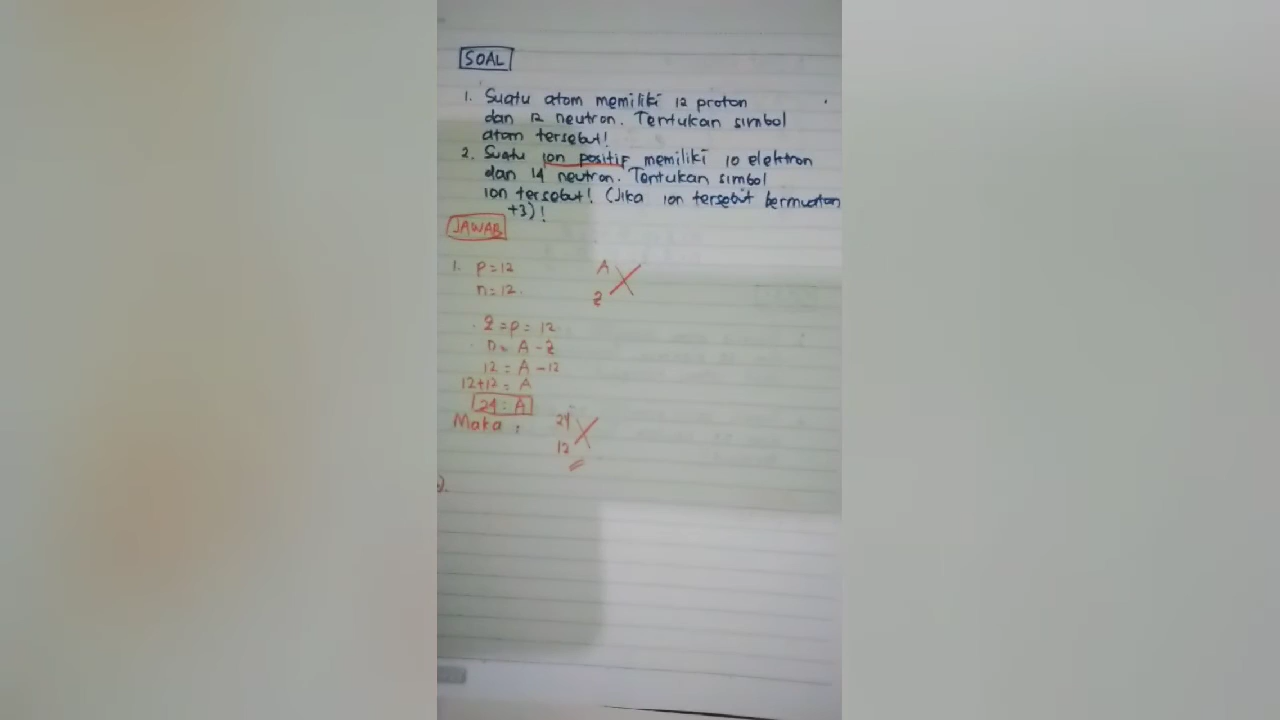 SOAL
1. Suatu atom memiliki 12 proton
dan 12 neutron. Tentukan simbol
atom tersebut!
2. Suatu ion positif memiliki 10 elektron
dan 14 neutron. Tentukan simbol
ion tersebut! (Jika ion tersebut bermuatan
+3)!
JAWAB
1. p = 12
A
X
n = 12
Z
Z = p = 12
n = A - Z
12 = A - 12
12+12 = A
24 = A
Maka :
24
X
12